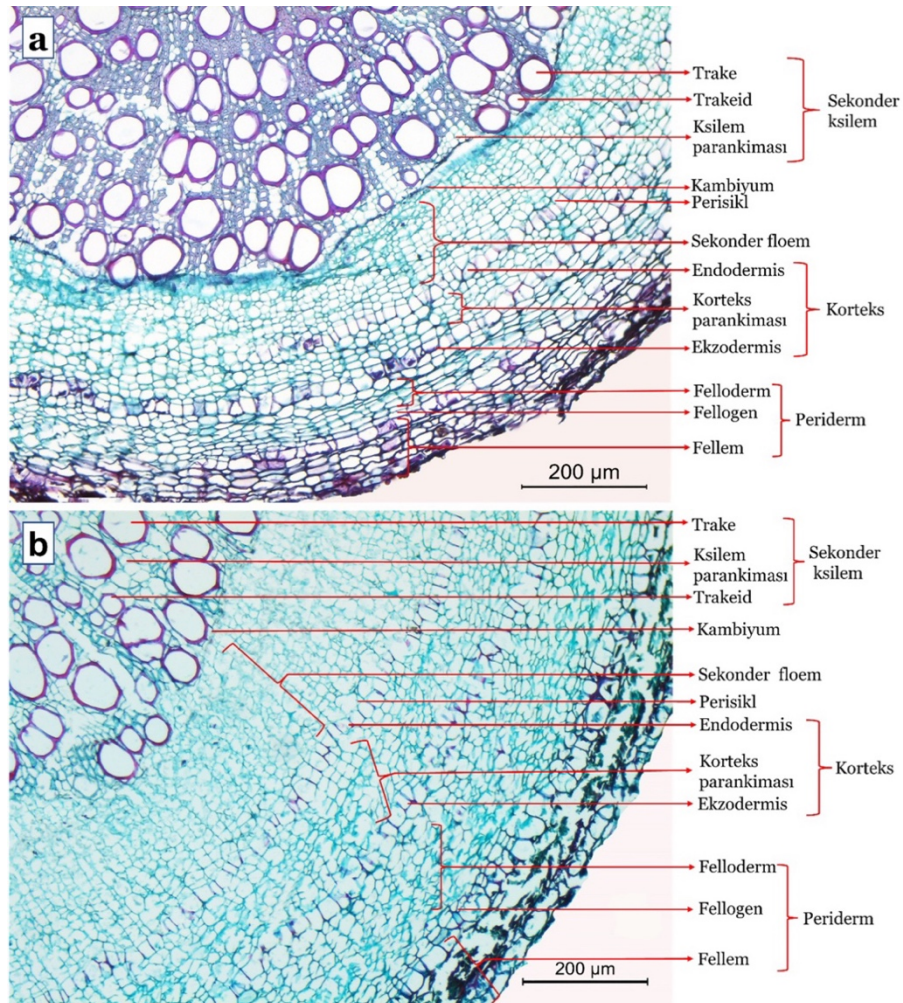 a
Trake
Trakeid
Ksilem
parankiması
Sekonder
ksilem
Kambiyum
Perisikl
Sekonder floem
Endodermis
Korteks
parankiması
Ekzodermis
Korteks
Felloderm
Fellogen
Fellem
Periderm
200 µm
b
Trake
Ksilem
parankiması
Trakeid
Sekonder
ksilem
Kambiyum
Sekonder floem
Perisikl
Endodermis
Korteks
parankiması
Ekzodermis
Korteks
Felloderm
Fellogen
Fellem
Periderm
200 µm